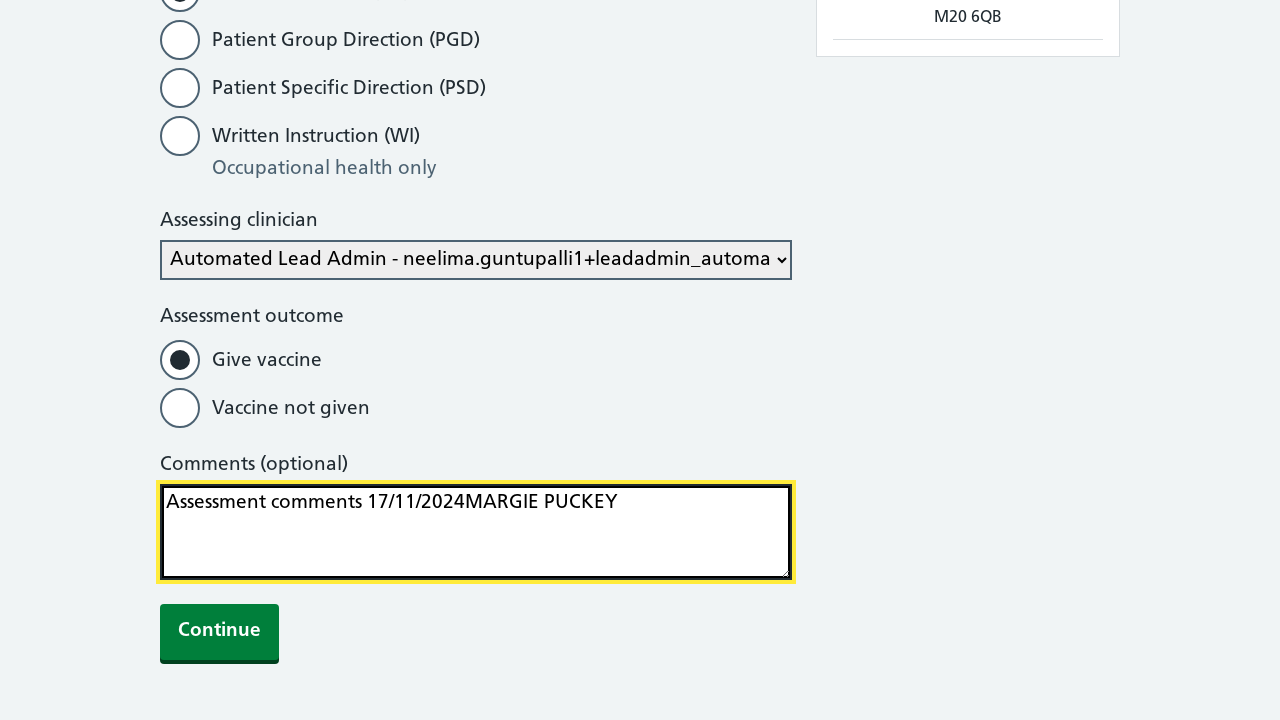 M20 6QB
Patient Group Direction (PGD)
Patient Specific Direction (PSD)
Written Instruction (WI)
Occupational health only
Assessing clinician
Automated Lead Admin - neelima.guntupalli1+leadadmin_automa
Assessment outcome
Give vaccine
Vaccine not given
Comments (optional)
Assessment comments 17/11/2024MARGIE PUCKEY
Continue